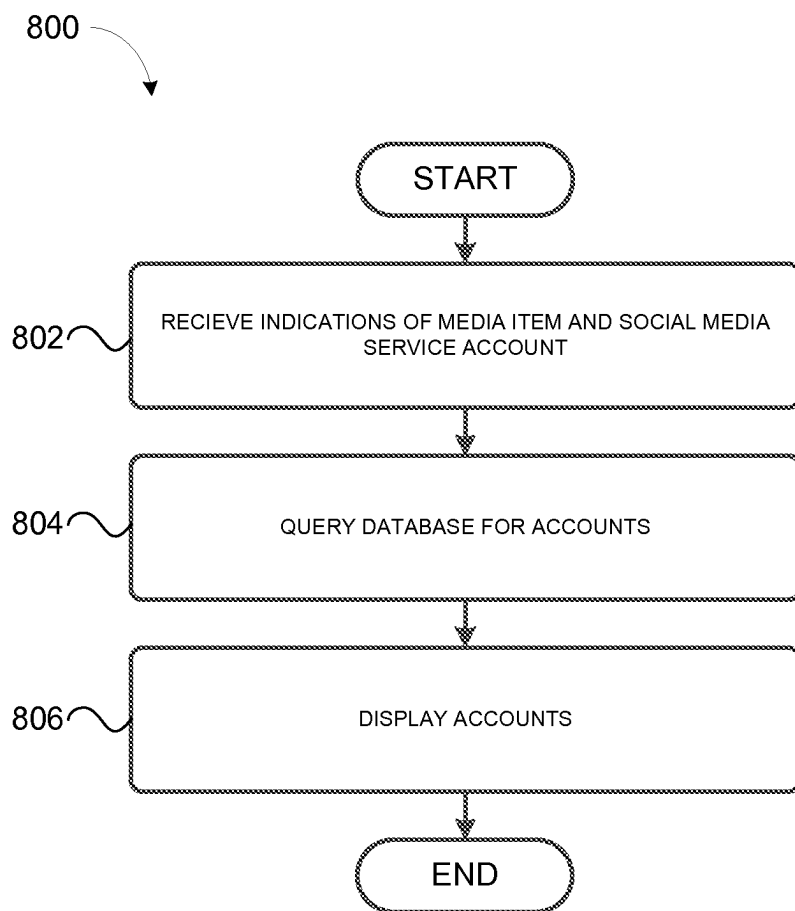 800
START
802
RECIEVE INDICATIONS OF MEDIA ITEM AND SOCIAL MEDIA
SERVICE ACCOUNT
804
QUERY DATABASE FOR ACCOUNTS
806
DISPLAY ACCOUNTS
END